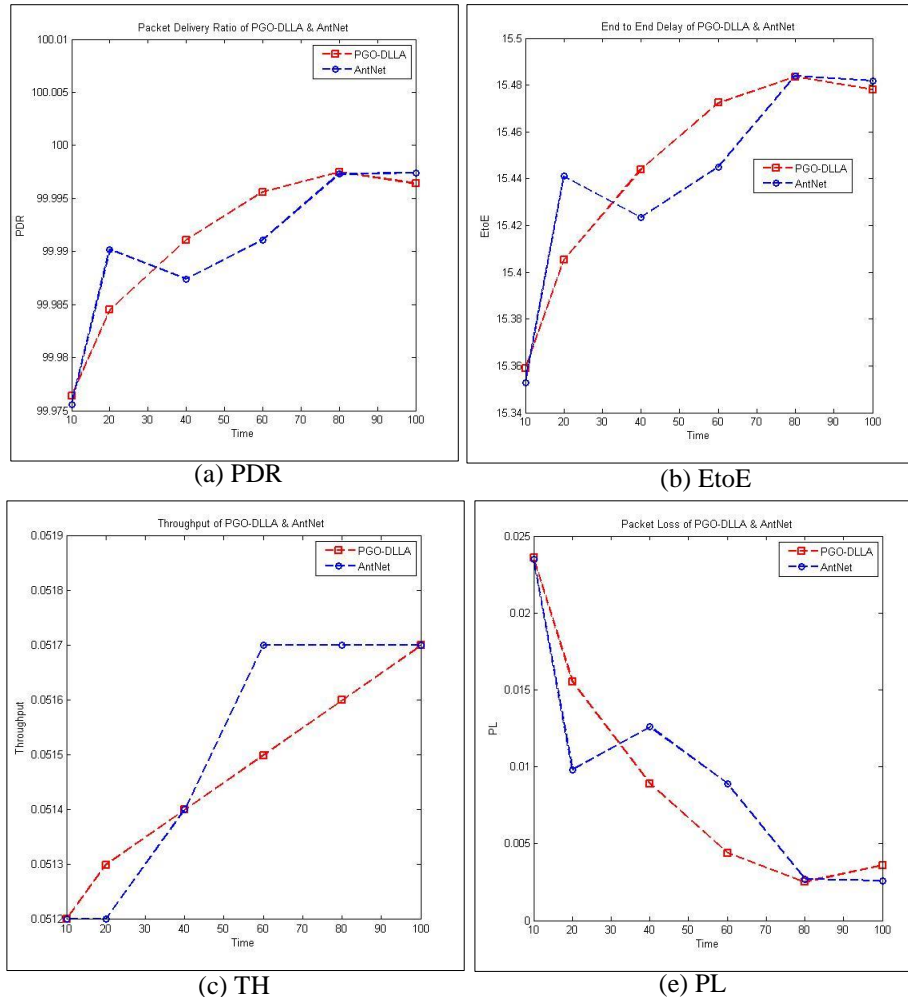 Packet Delivery Ratio of PGO-DLLA & AntNet
100.01
100.005
100
99.995
99.99
99.985
99.98
99.975
PDR
PGO-DLLA
AntNet
10 20 30 40 50 60 70 80 90 100
Time
(a) PDR
End to End Delay of PGO-DLLA & AntNet
15.5
15.48
15.46
15.44
15.42
15.4
15.38
15.36
15.34
EtoE
PGO-DLLA
AntNet
10 20 30 40 50 60 70 80 90 100
Time
(b) EtoE
Throughput of PGO-DLLA & AntNet
0.0519
0.0518
0.0517
0.0516
0.0515
0.0514
0.0513
0.0512
Throughput
PGO-DLLA
AntNet
10 20 30 40 50 60 70 80 90 100
Time
(c) TH
Packet Loss of PGO-DLLA & AntNet
0.025
0.02
0.015
0.01
0.005
0
PL
PGO-DLLA
AntNet
10 20 30 40 50 60 70 80 90 100
Time
(e) PL